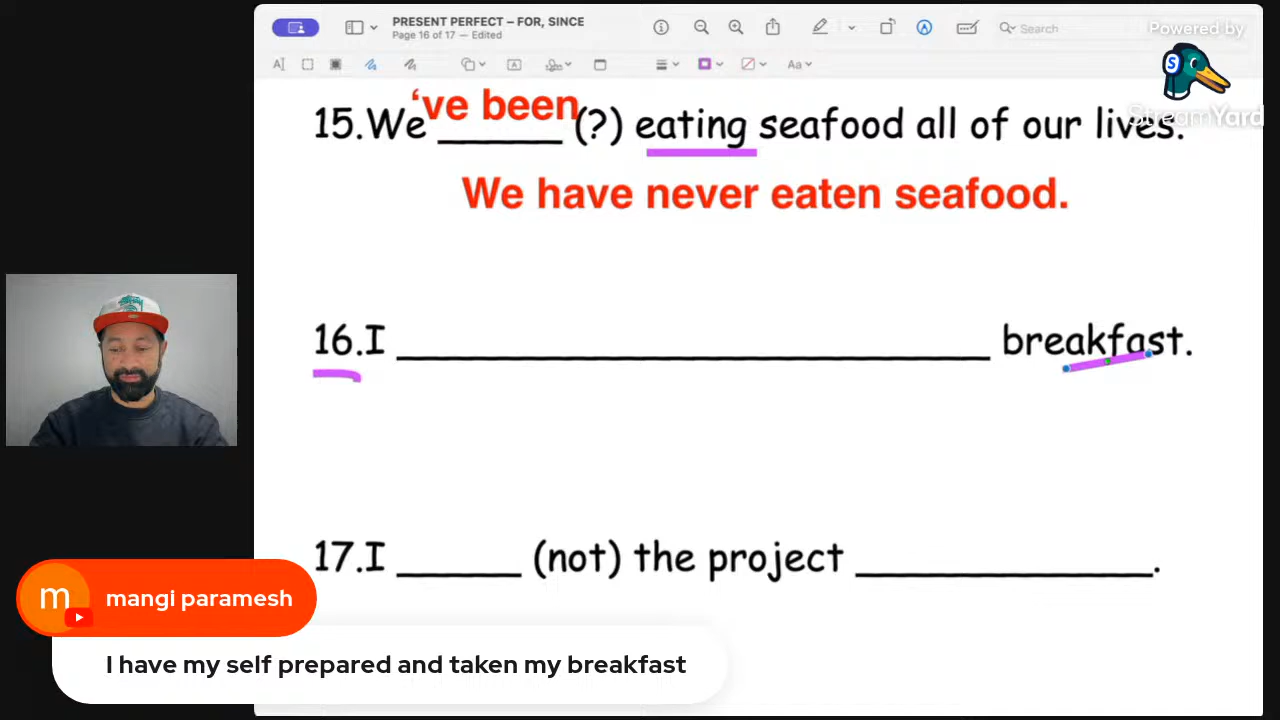 PRESENT PERFECT – FOR, SINCE
Page 16 of 17 — Edited
Search
Powered by
StreamYard
've been
15.We ______ (?) eating seafood all of our lives.
We have never eaten seafood.
16.I ____________________________ breakfast.
17.I ______ (not) the project ______________.
m
mangi paramesh
I have my self prepared and taken my breakfast